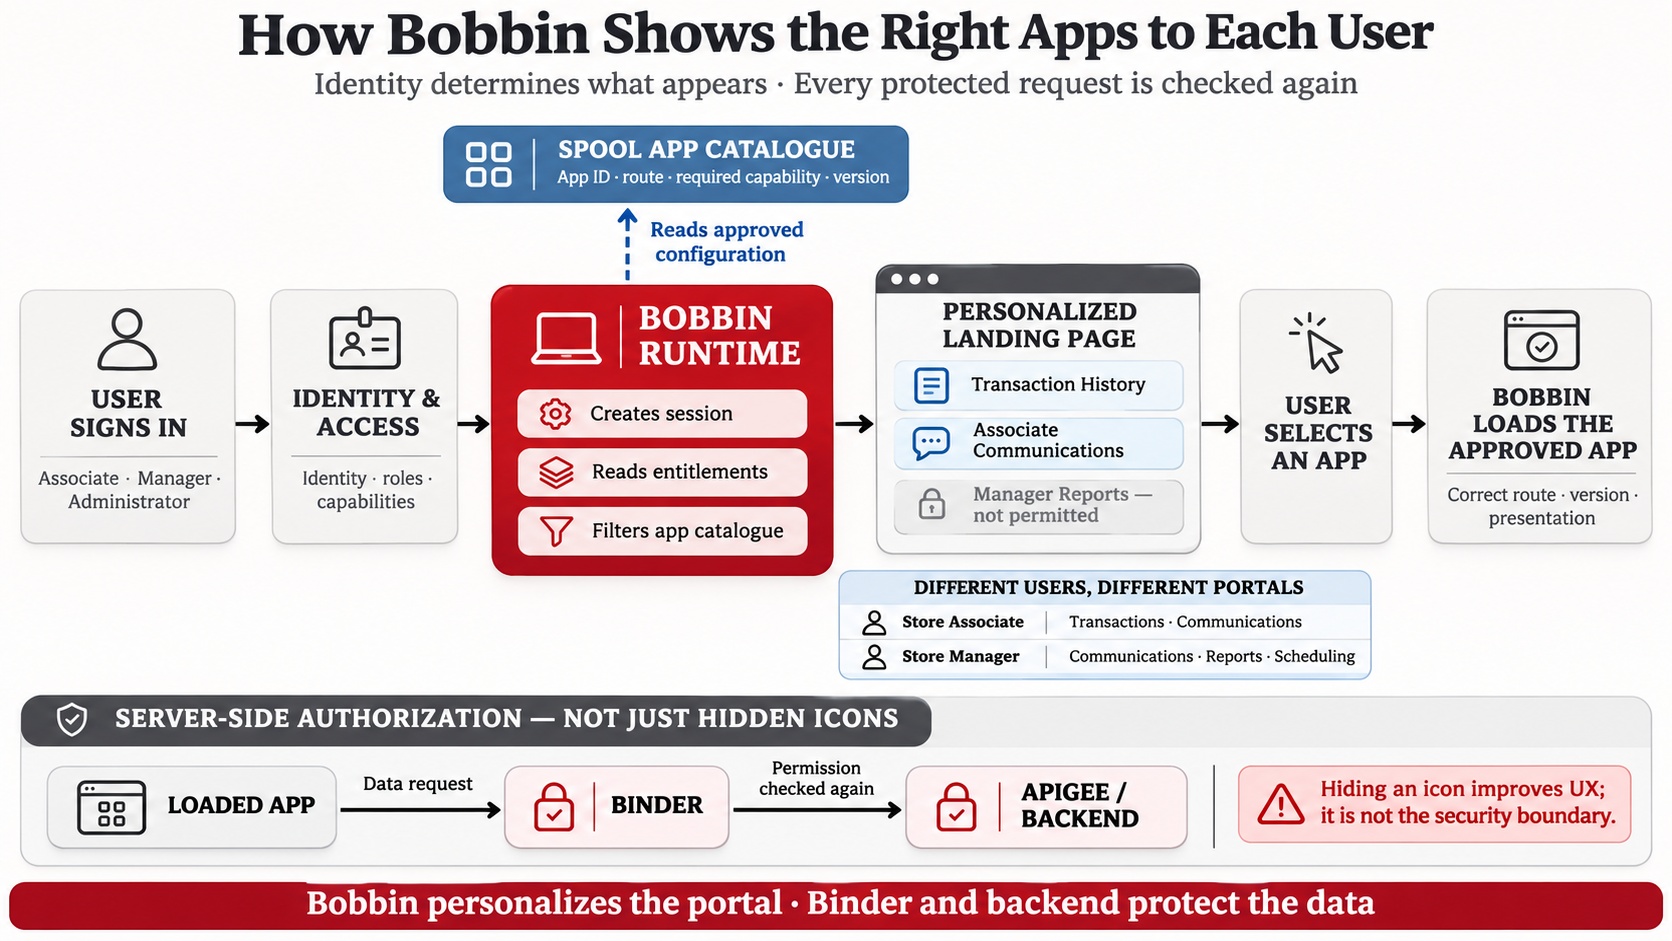 How Bobbin Shows the Right Apps to Each User
Identity determines what appears · Every protected request is checked again
SPOOL APP CATALOGUE
App ID · route · required capability · version
Reads approved
configuration
USER
SIGNS IN
Associate · Manager ·
Administrator
IDENTITY &
ACCESS
Identity · roles ·
capabilities
BOBBIN
RUNTIME
Creates session
Reads entitlements
Filters app catalogue
PERSONALIZED
LANDING PAGE
Transaction History
Associate
Communications
Manager Reports —
not permitted
USER
SELECTS
AN APP
BOBBIN
LOADS THE
APPROVED APP
Correct route · version ·
presentation
DIFFERENT USERS, DIFFERENT PORTALS
Store Associate
Transactions · Communications
Store Manager
Communications · Reports · Scheduling
SERVER-SIDE AUTHORIZATION — NOT JUST HIDDEN ICONS
LOADED APP
Data request
BINDER
Permission
checked again
APIGEE /
BACKEND
Hiding an icon improves UX;
it is not the security boundary.
Bobbin personalizes the portal · Binder and backend protect the data